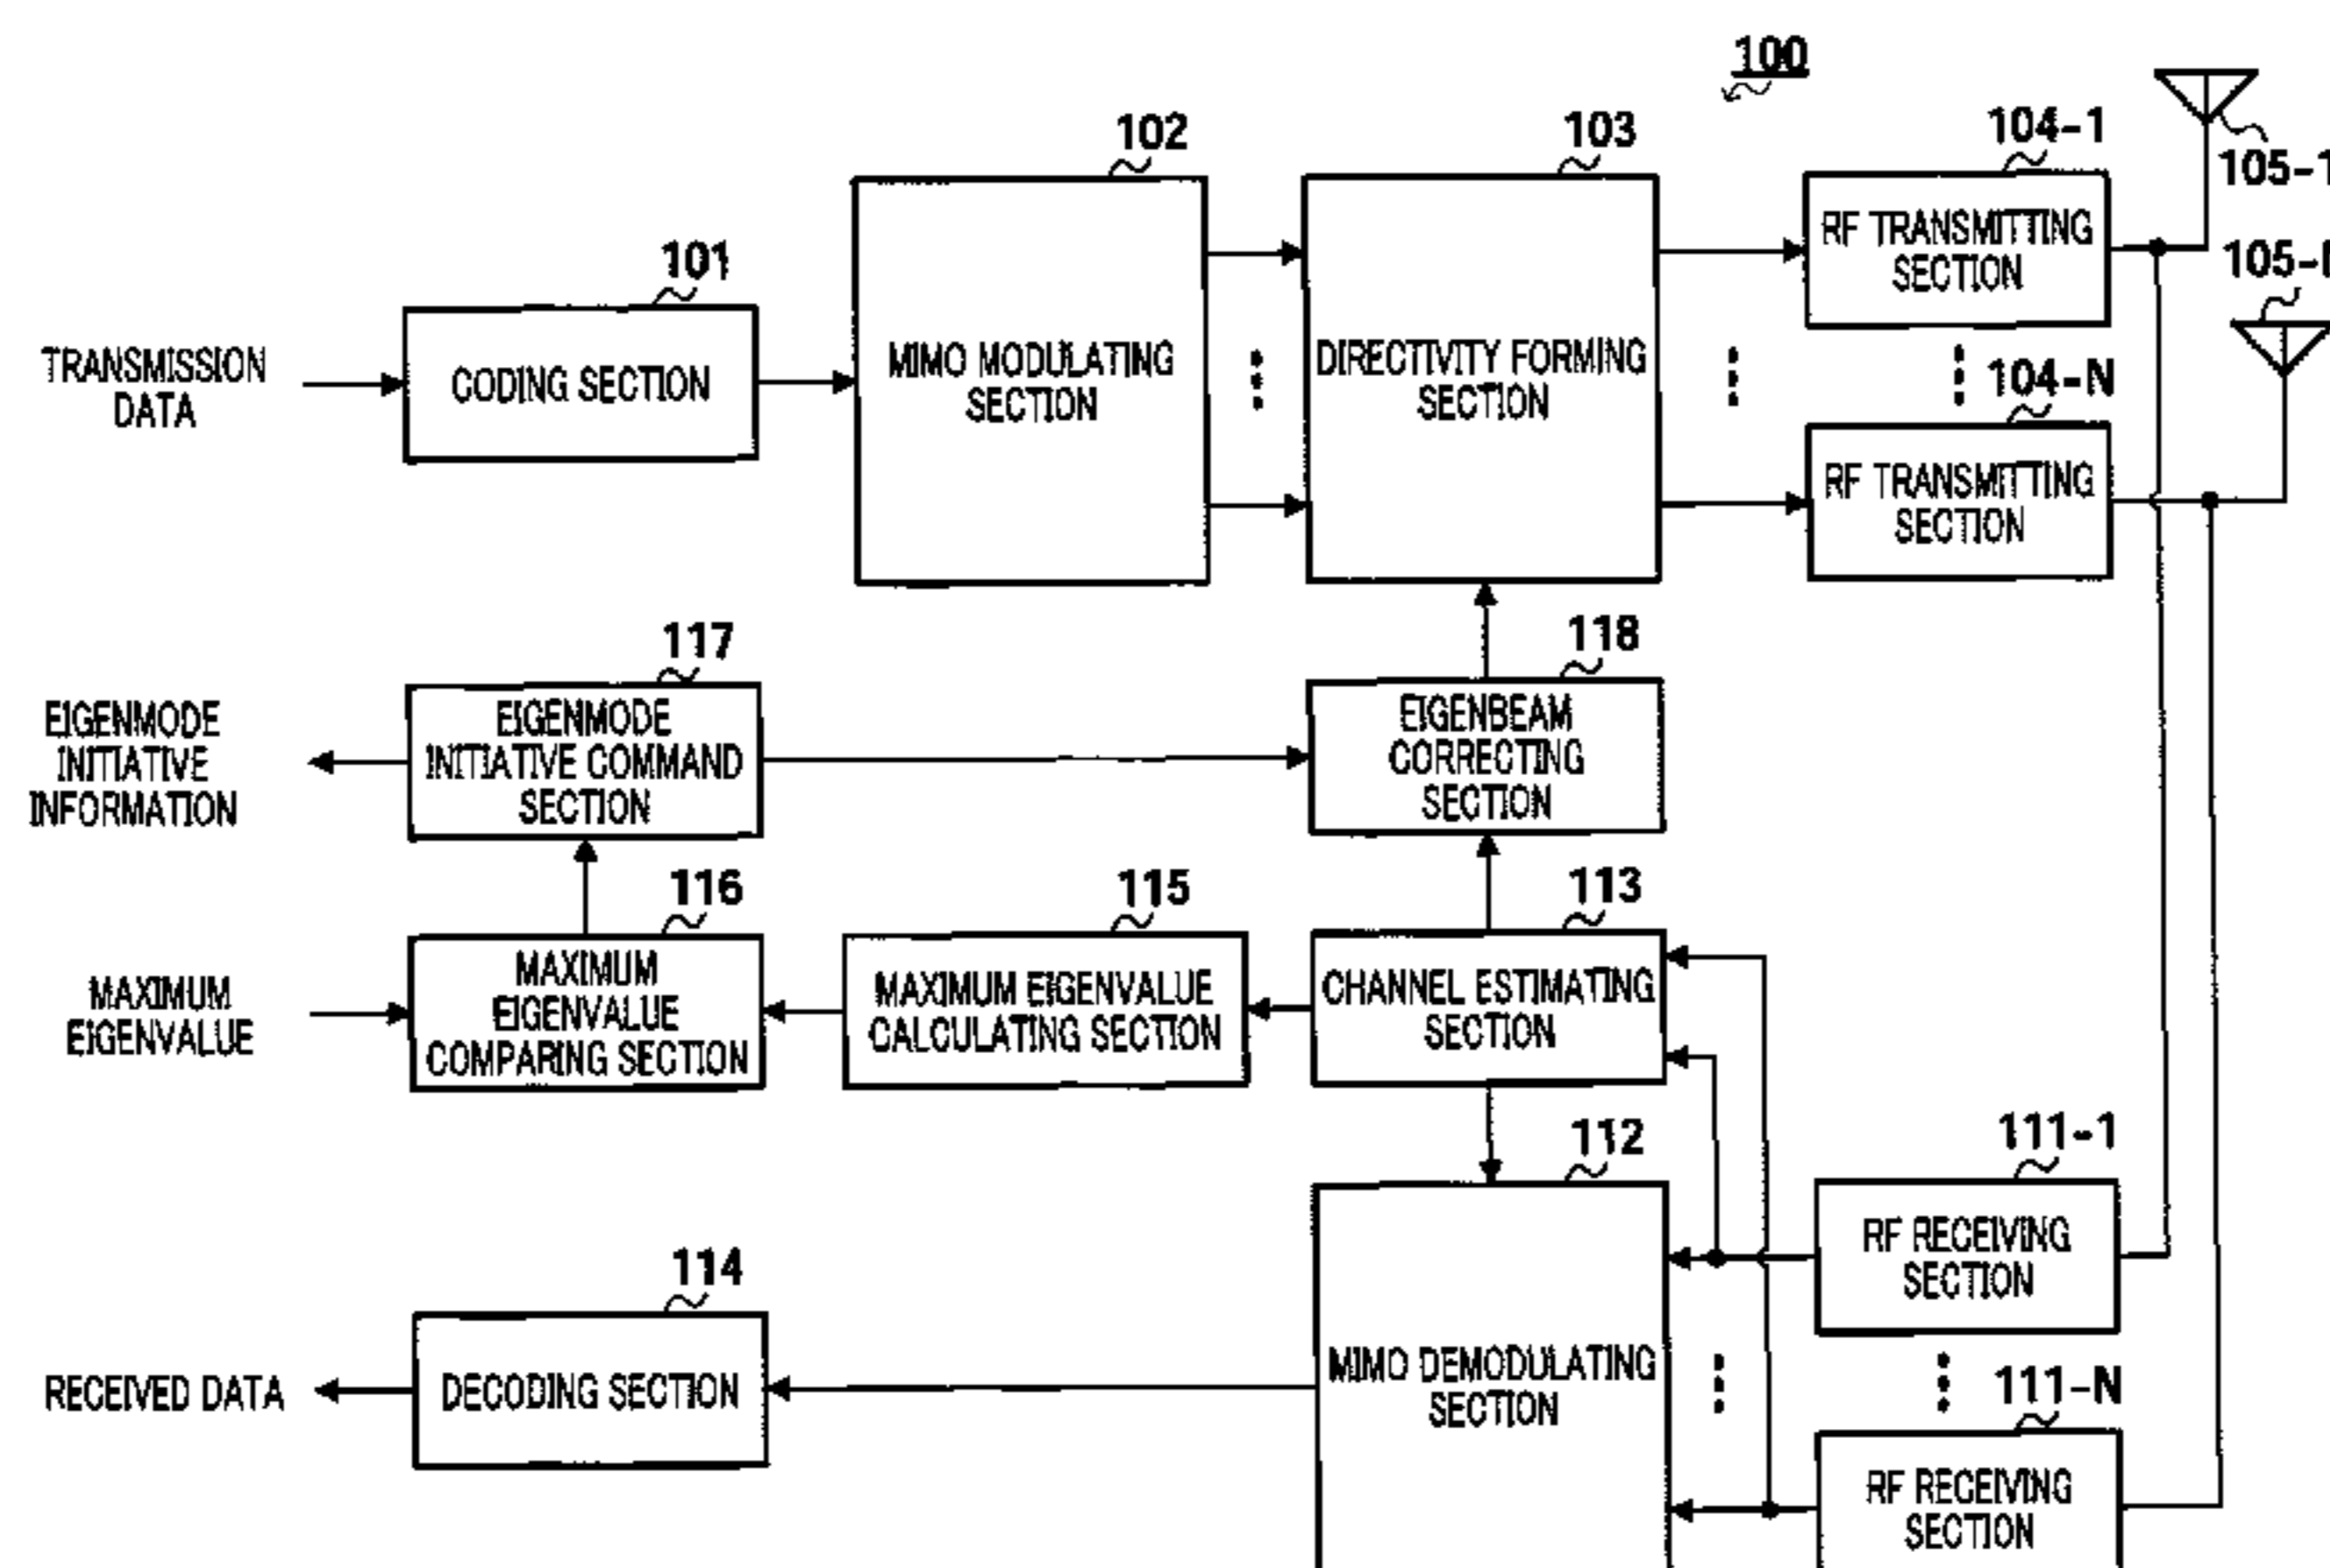 100
102
103
104-1
105-1
RF TRANSMITTING
SECTION
101
105-N
TRANSMISSION
DATA
CODING SECTION
MIMO MODULATING
SECTION
DIRECTIVITY FORMING
SECTION
104-N
RF TRANSMITTING
SECTION
117
118
EIGENMODE
INITIATIVE
INFORMATION
EIGENMODE
INITIATIVE COMMAND
SECTION
EIGENBEAM
CORRECTING
SECTION
116
115
113
MAXIMUM
EIGENVALUE
MAXIMUM
EIGENVALUE
COMPARING SECTION
MAXIMUM EIGENVALUE
CALCULATING SECTION
CHANNEL ESTIMATING
SECTION
112
111-1
RF RECEIVING
SECTION
114
RECEIVED DATA
DECODING SECTION
MIMO DEMODULATING
SECTION
111-N
RF RECEIVING
SECTION